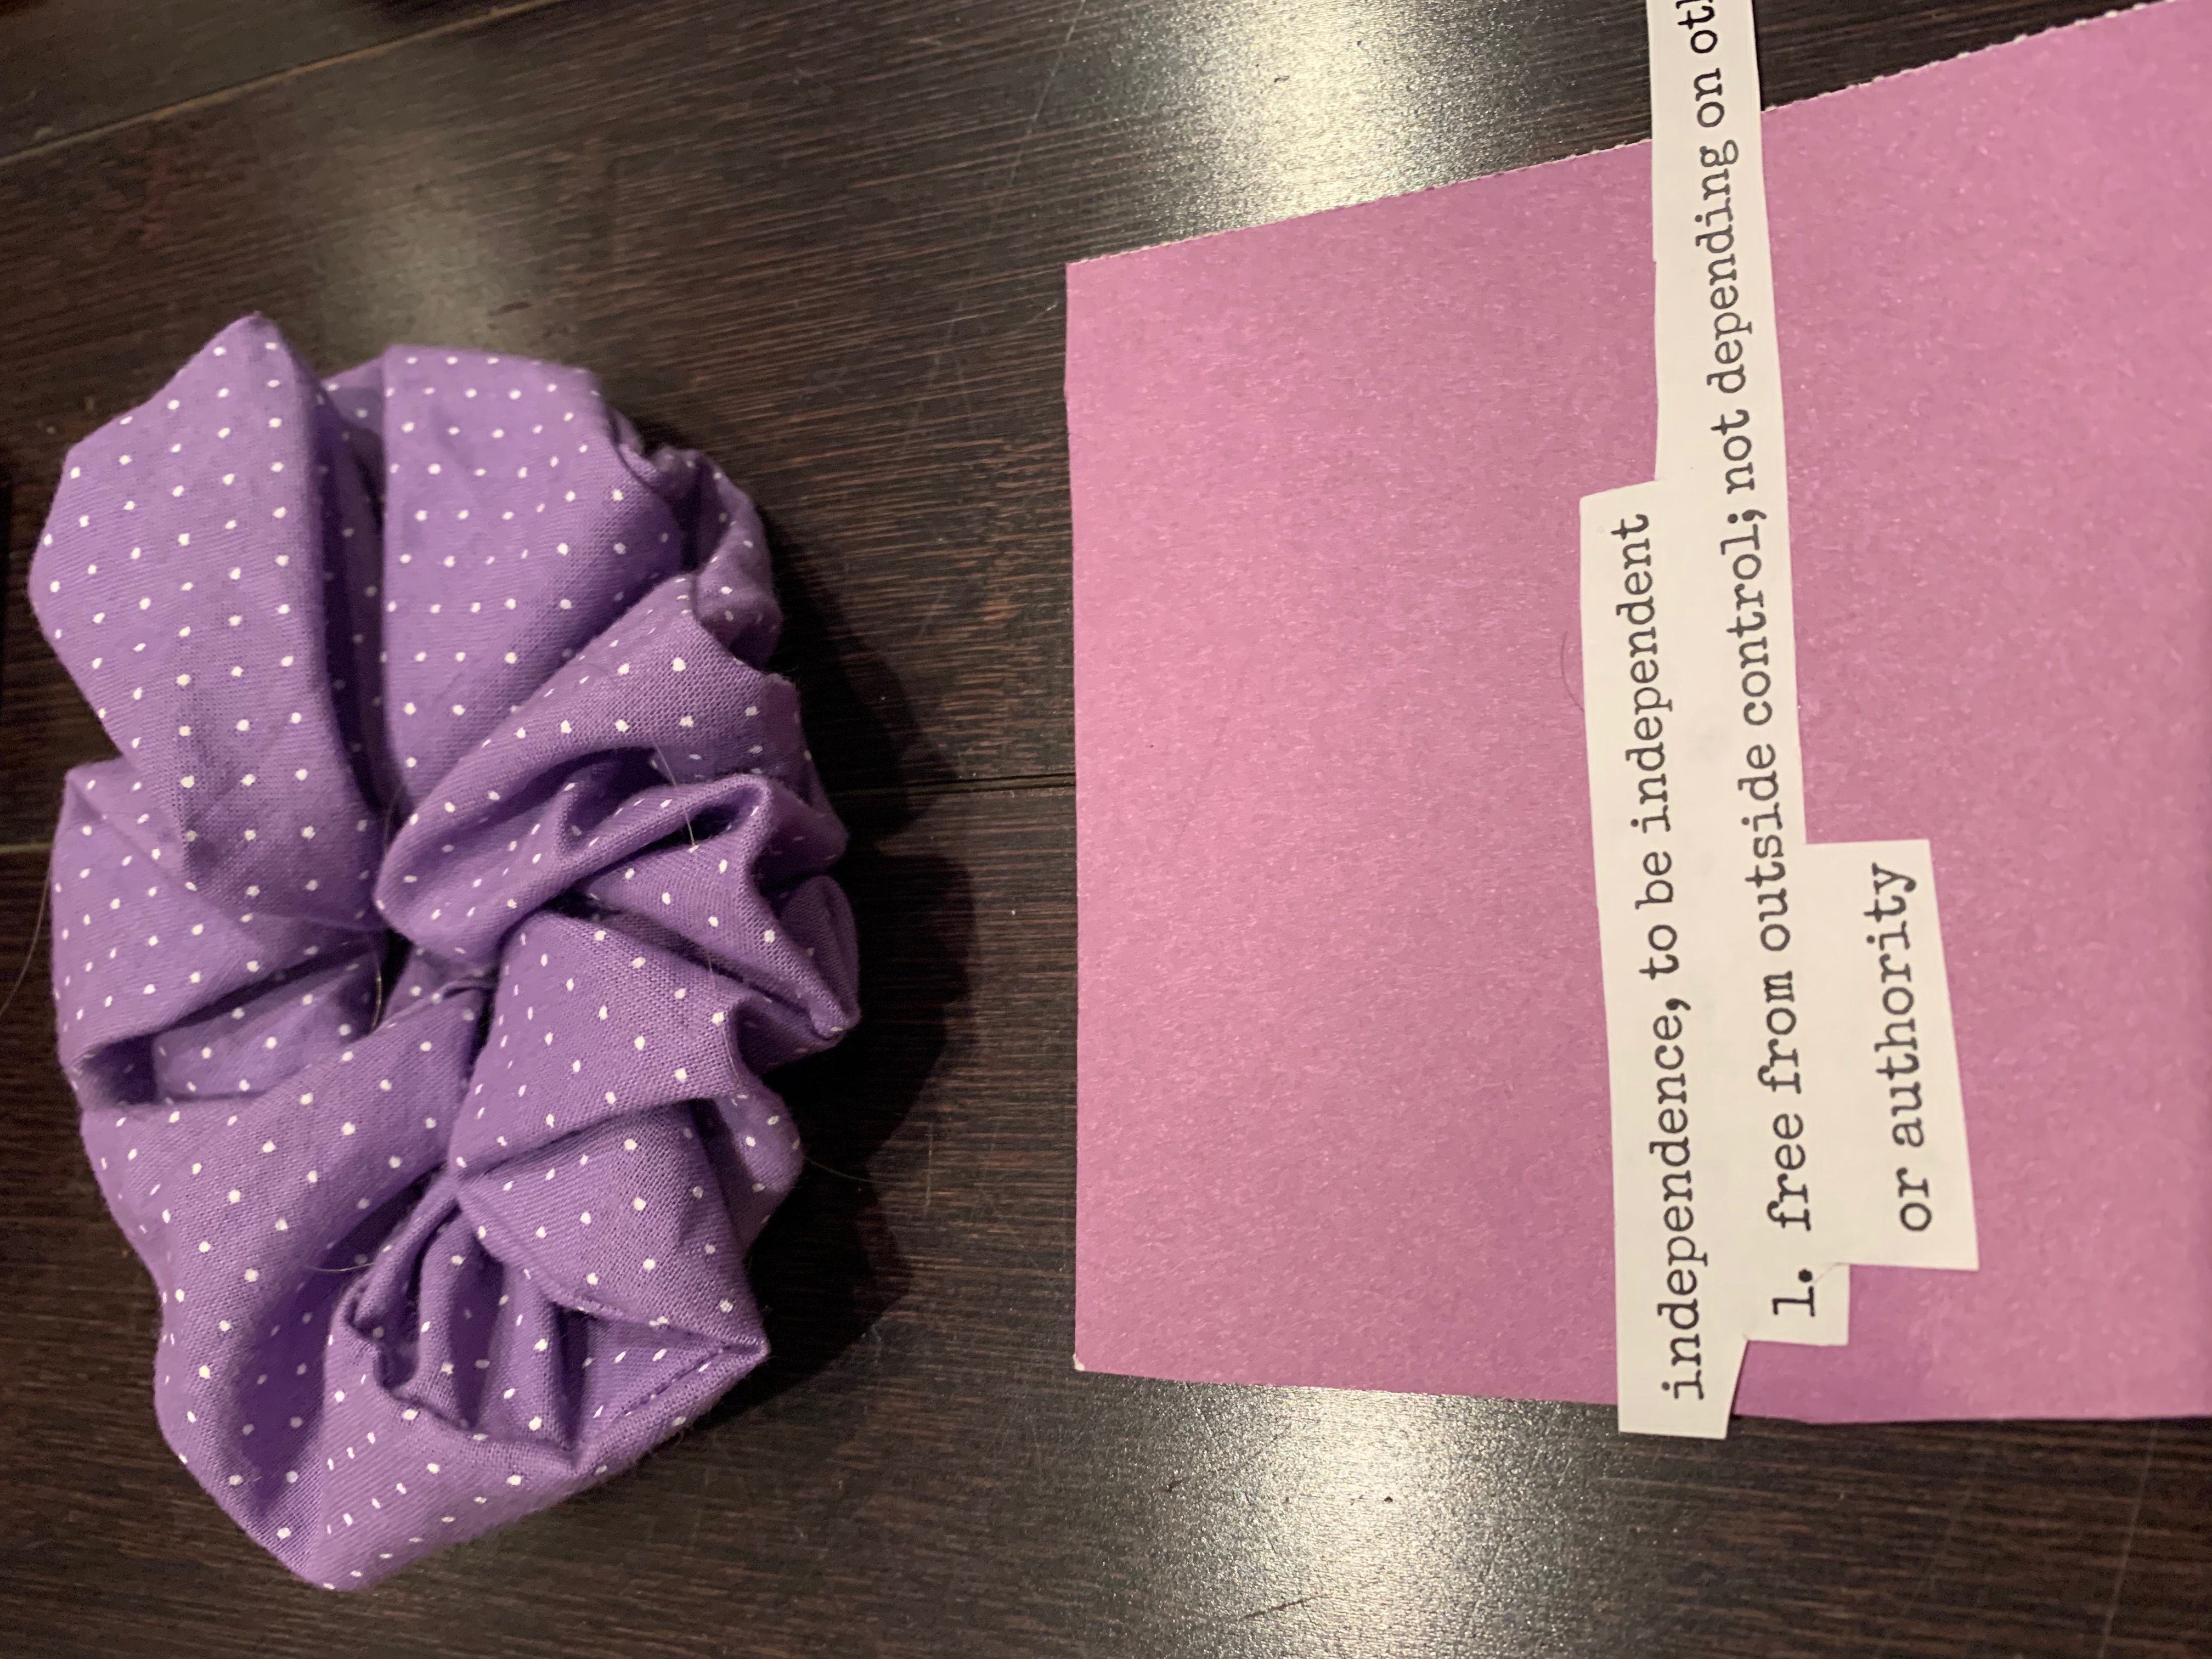 independence, to be independent
1. free from outside control; not depending on
or authority